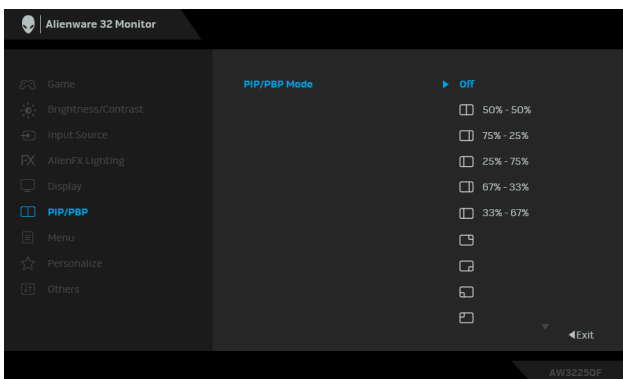 Alienware 32 Monitor
Game
PIP/PBP Mode
Off
Brightness/Contrast
50% - 50%
Input Source
75% - 25%
FX AlienFX Lighting
25% - 75%
Display
67% - 33%
PIP/PBP
33% - 67%
Menu
Personalize
Others
Exit
AW3225QF